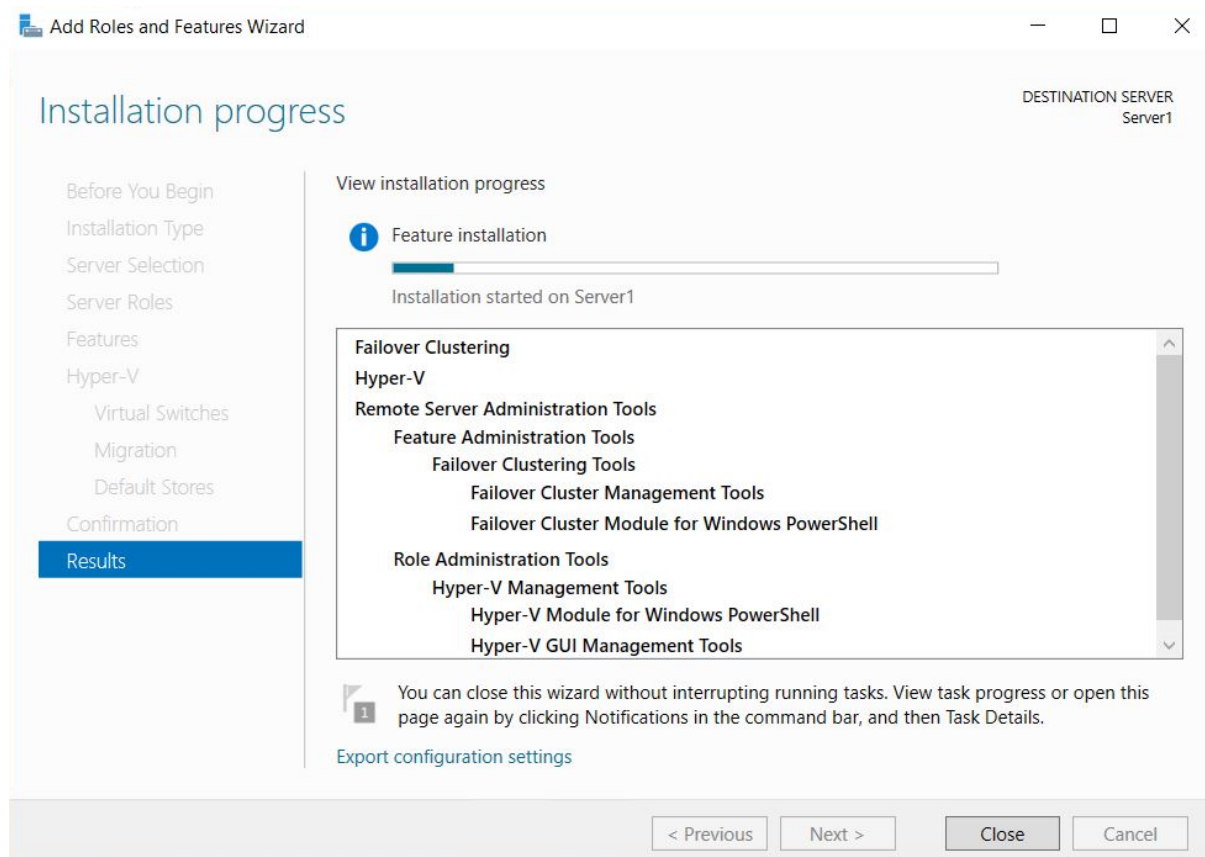 Add Roles and Features Wizard
Installation progress
DESTINATION SERVER
Server1
Before You Begin
Installation Type
Server Selection
Server Roles
Features
Hyper-V
Virtual Switches
Migration
Default Stores
Confirmation
Results
View installation progress
Feature installation
Installation started on Server1
Failover Clustering
Hyper-V
Remote Server Administration Tools
Feature Administration Tools
Failover Clustering Tools
Failover Cluster Management Tools
Failover Cluster Module for Windows PowerShell
Role Administration Tools
Hyper-V Management Tools
Hyper-V Module for Windows PowerShell
Hyper-V GUI Management Tools
1
You can close this wizard without interrupting running tasks. View task progress or open this
page again by clicking Notifications in the command bar, and then Task Details.
Export configuration settings
< Previous
Next >
Close
Cancel